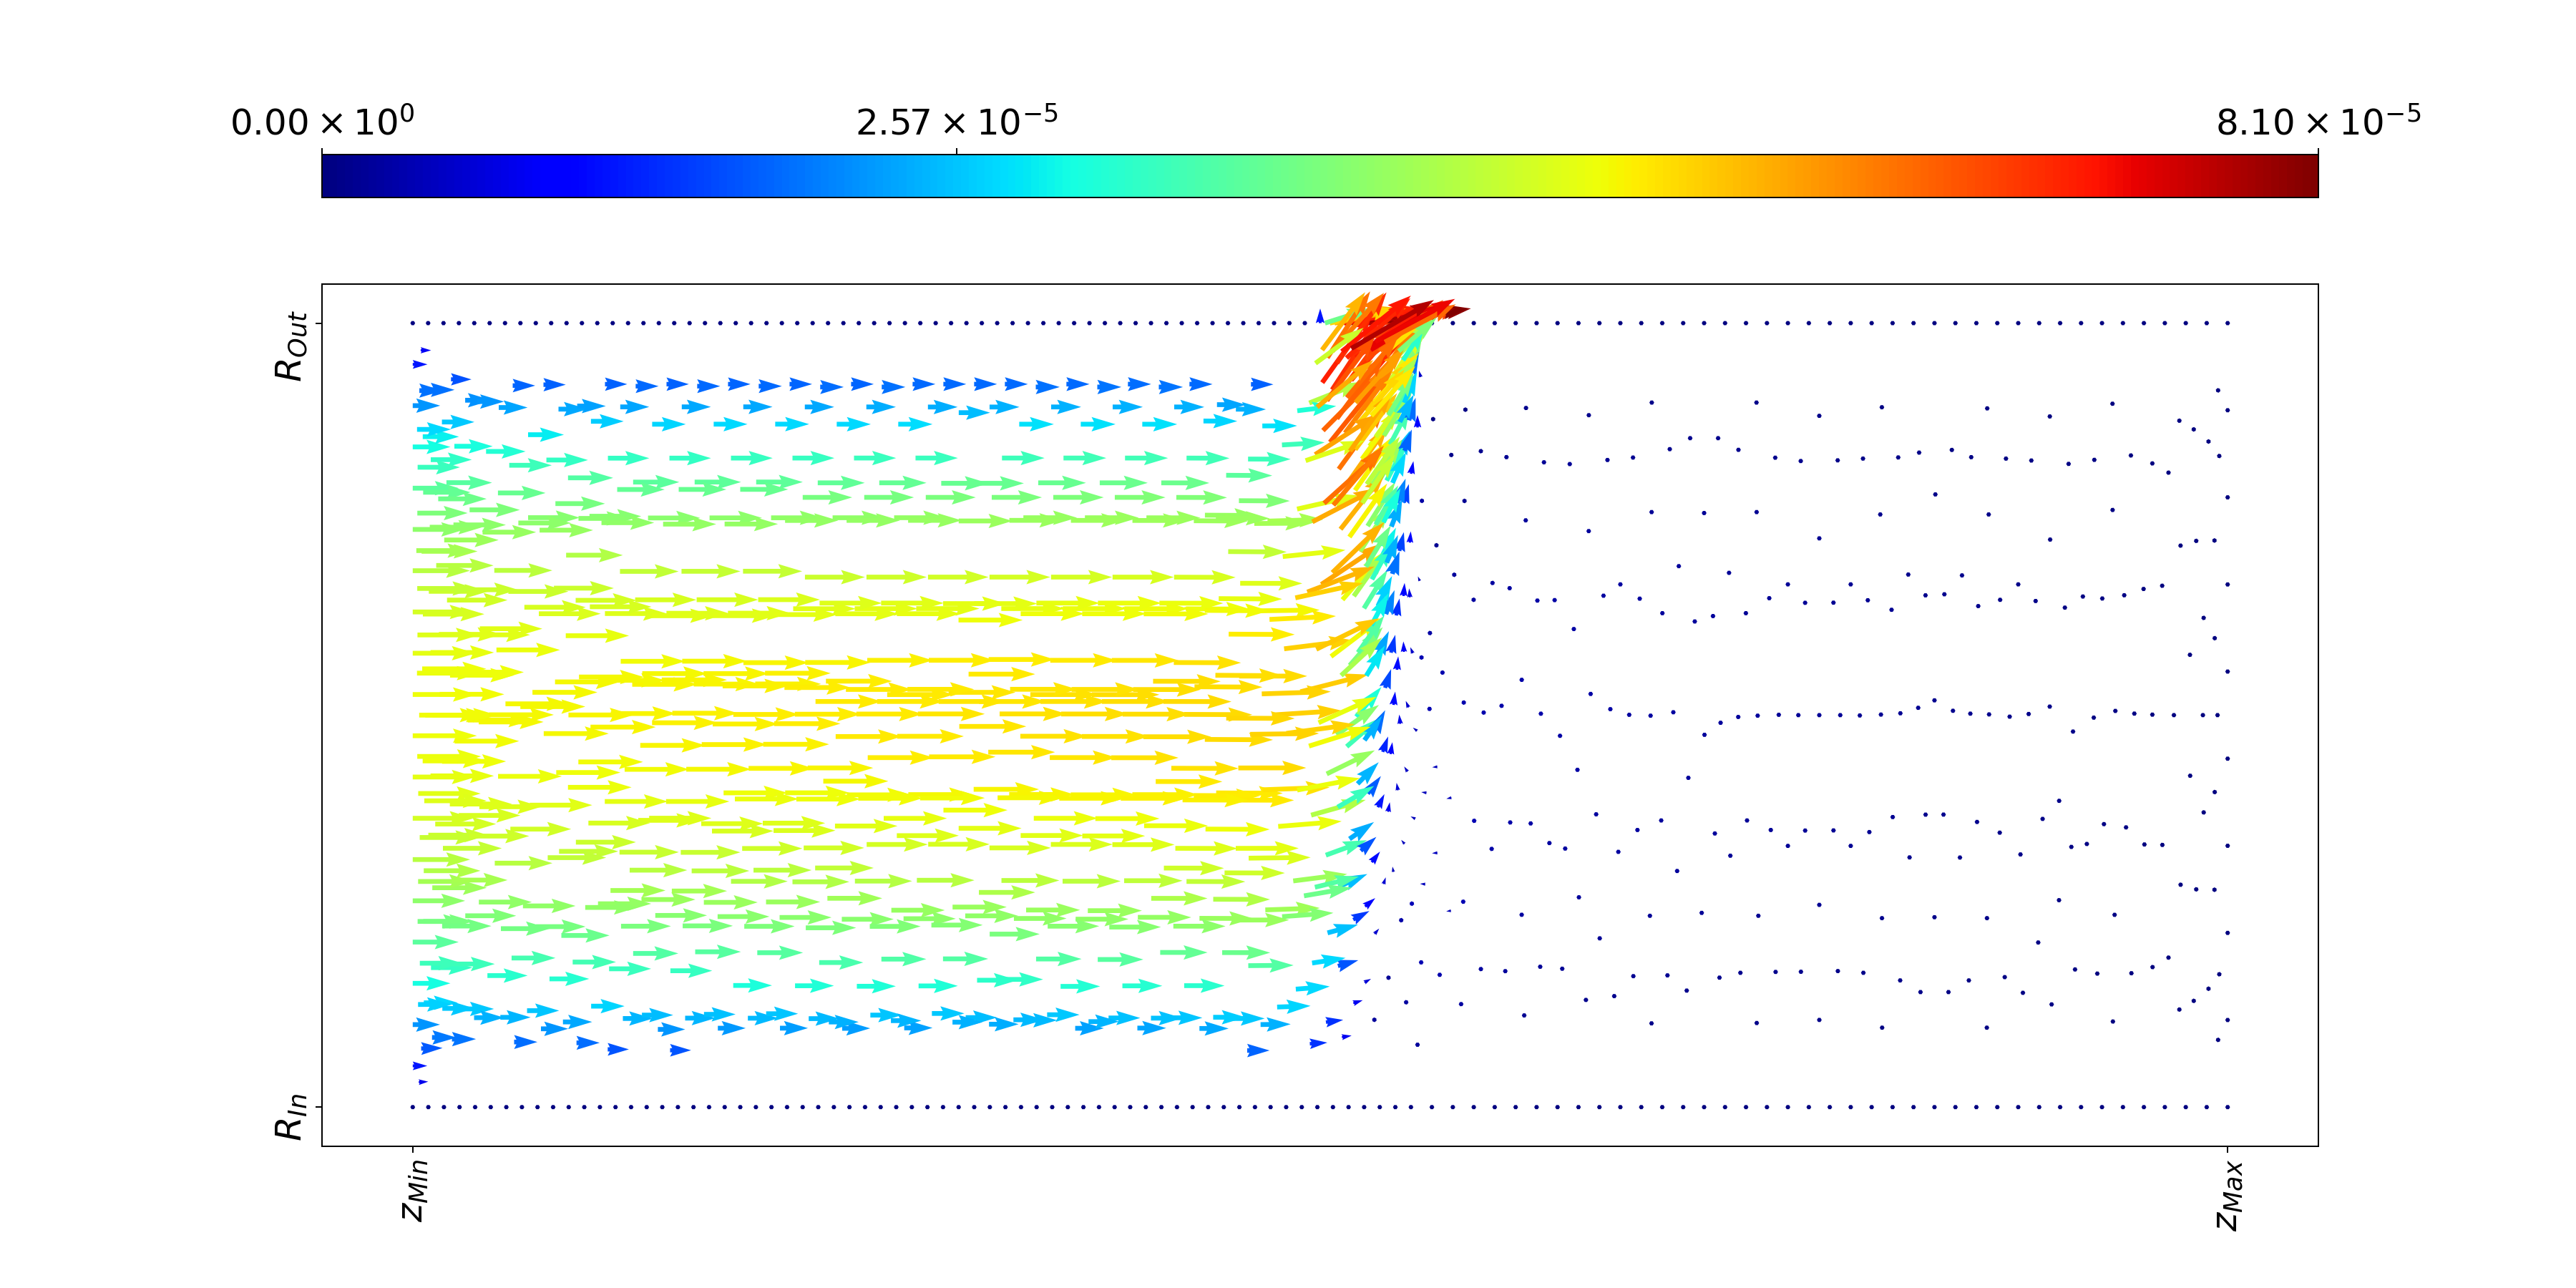 0.00 × 10⁰
2.57 × 10⁻⁵
8.10 × 10⁻⁵
R_Out
R_In
z_Min
z_Max